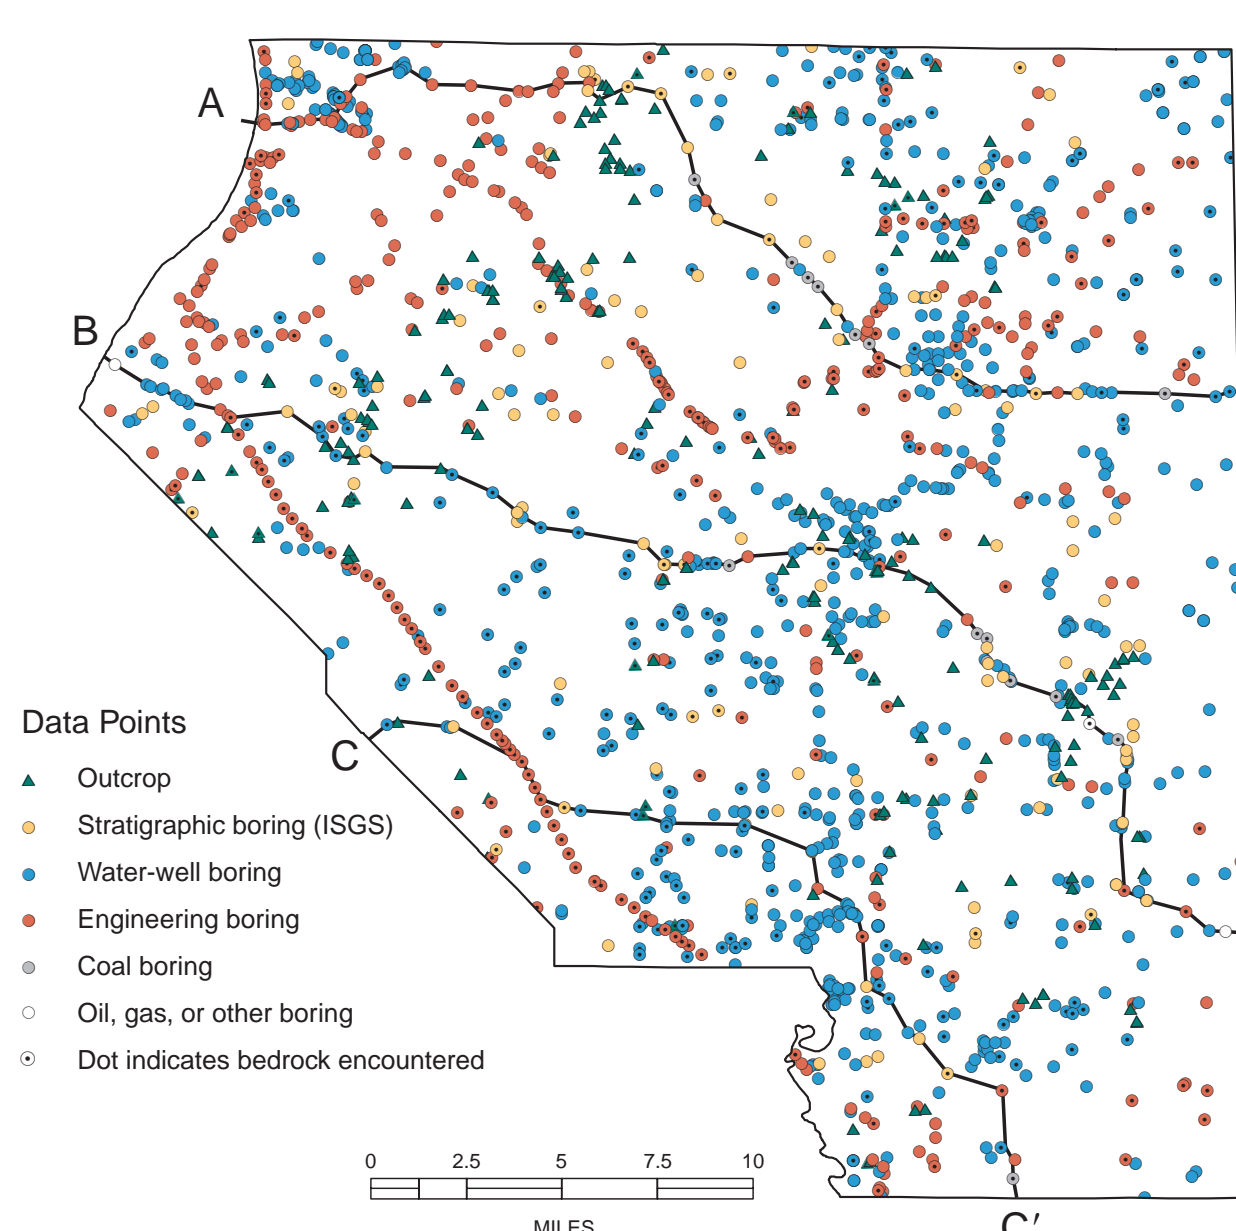 A
B
C
Data Points
Outcrop
Stratigraphic boring (ISGS)
Water-well boring
Engineering boring
Coal boring
Oil, gas, or other boring
Dot indicates bedrock encountered
0 2.5 5 7.5 10
MILES
C′